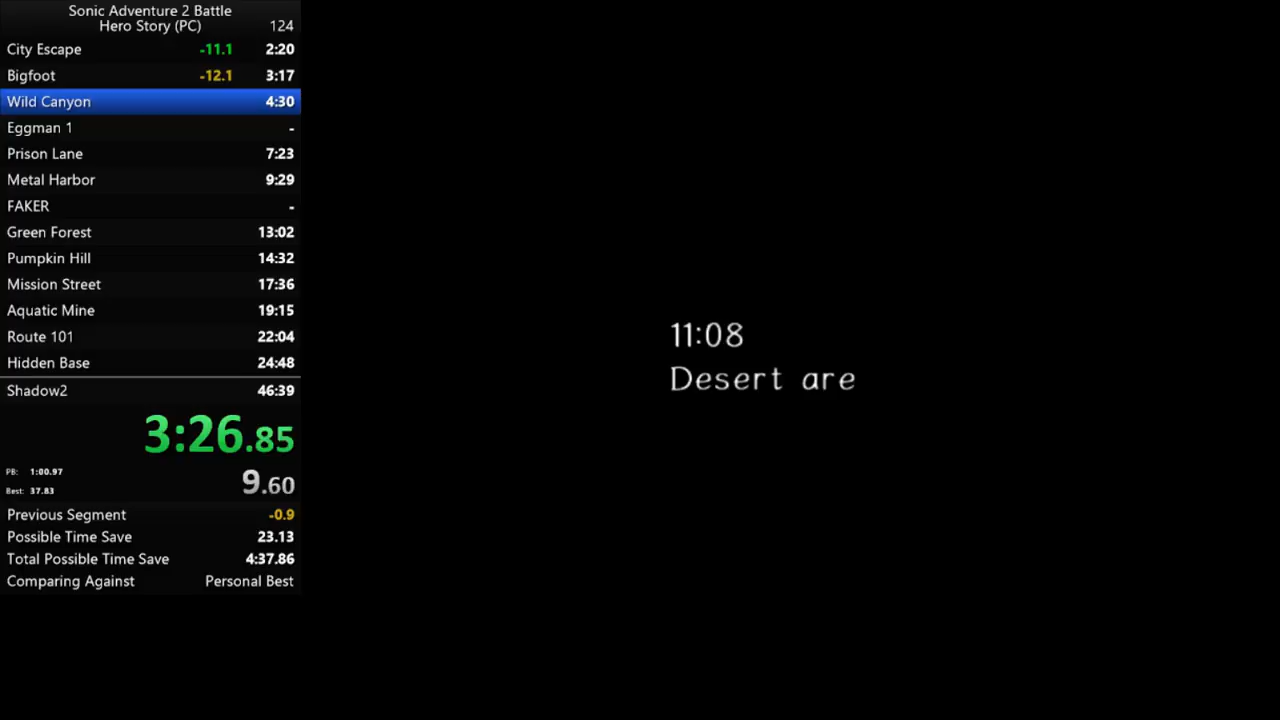 Sonic Adventure 2 Battle
Hero Story (PC) 124
City Escape -11.1 2:20
Bigfoot -12.1 3:17
Wild Canyon 4:30
Eggman 1 -
Prison Lane 7:23
Metal Harbor 9:29
FAKER -
Green Forest 13:02
Pumpkin Hill 14:32
Mission Street 17:36
Aquatic Mine 19:15
Route 101 22:04
Hidden Base 24:48
Shadow2 46:39
3:26.85
PB: 1:00.97
Best: 37.83
9.60
Previous Segment -0.9
Possible Time Save 23.13
Total Possible Time Save 4:37.86
Comparing Against Personal Best
11:08
Desert are